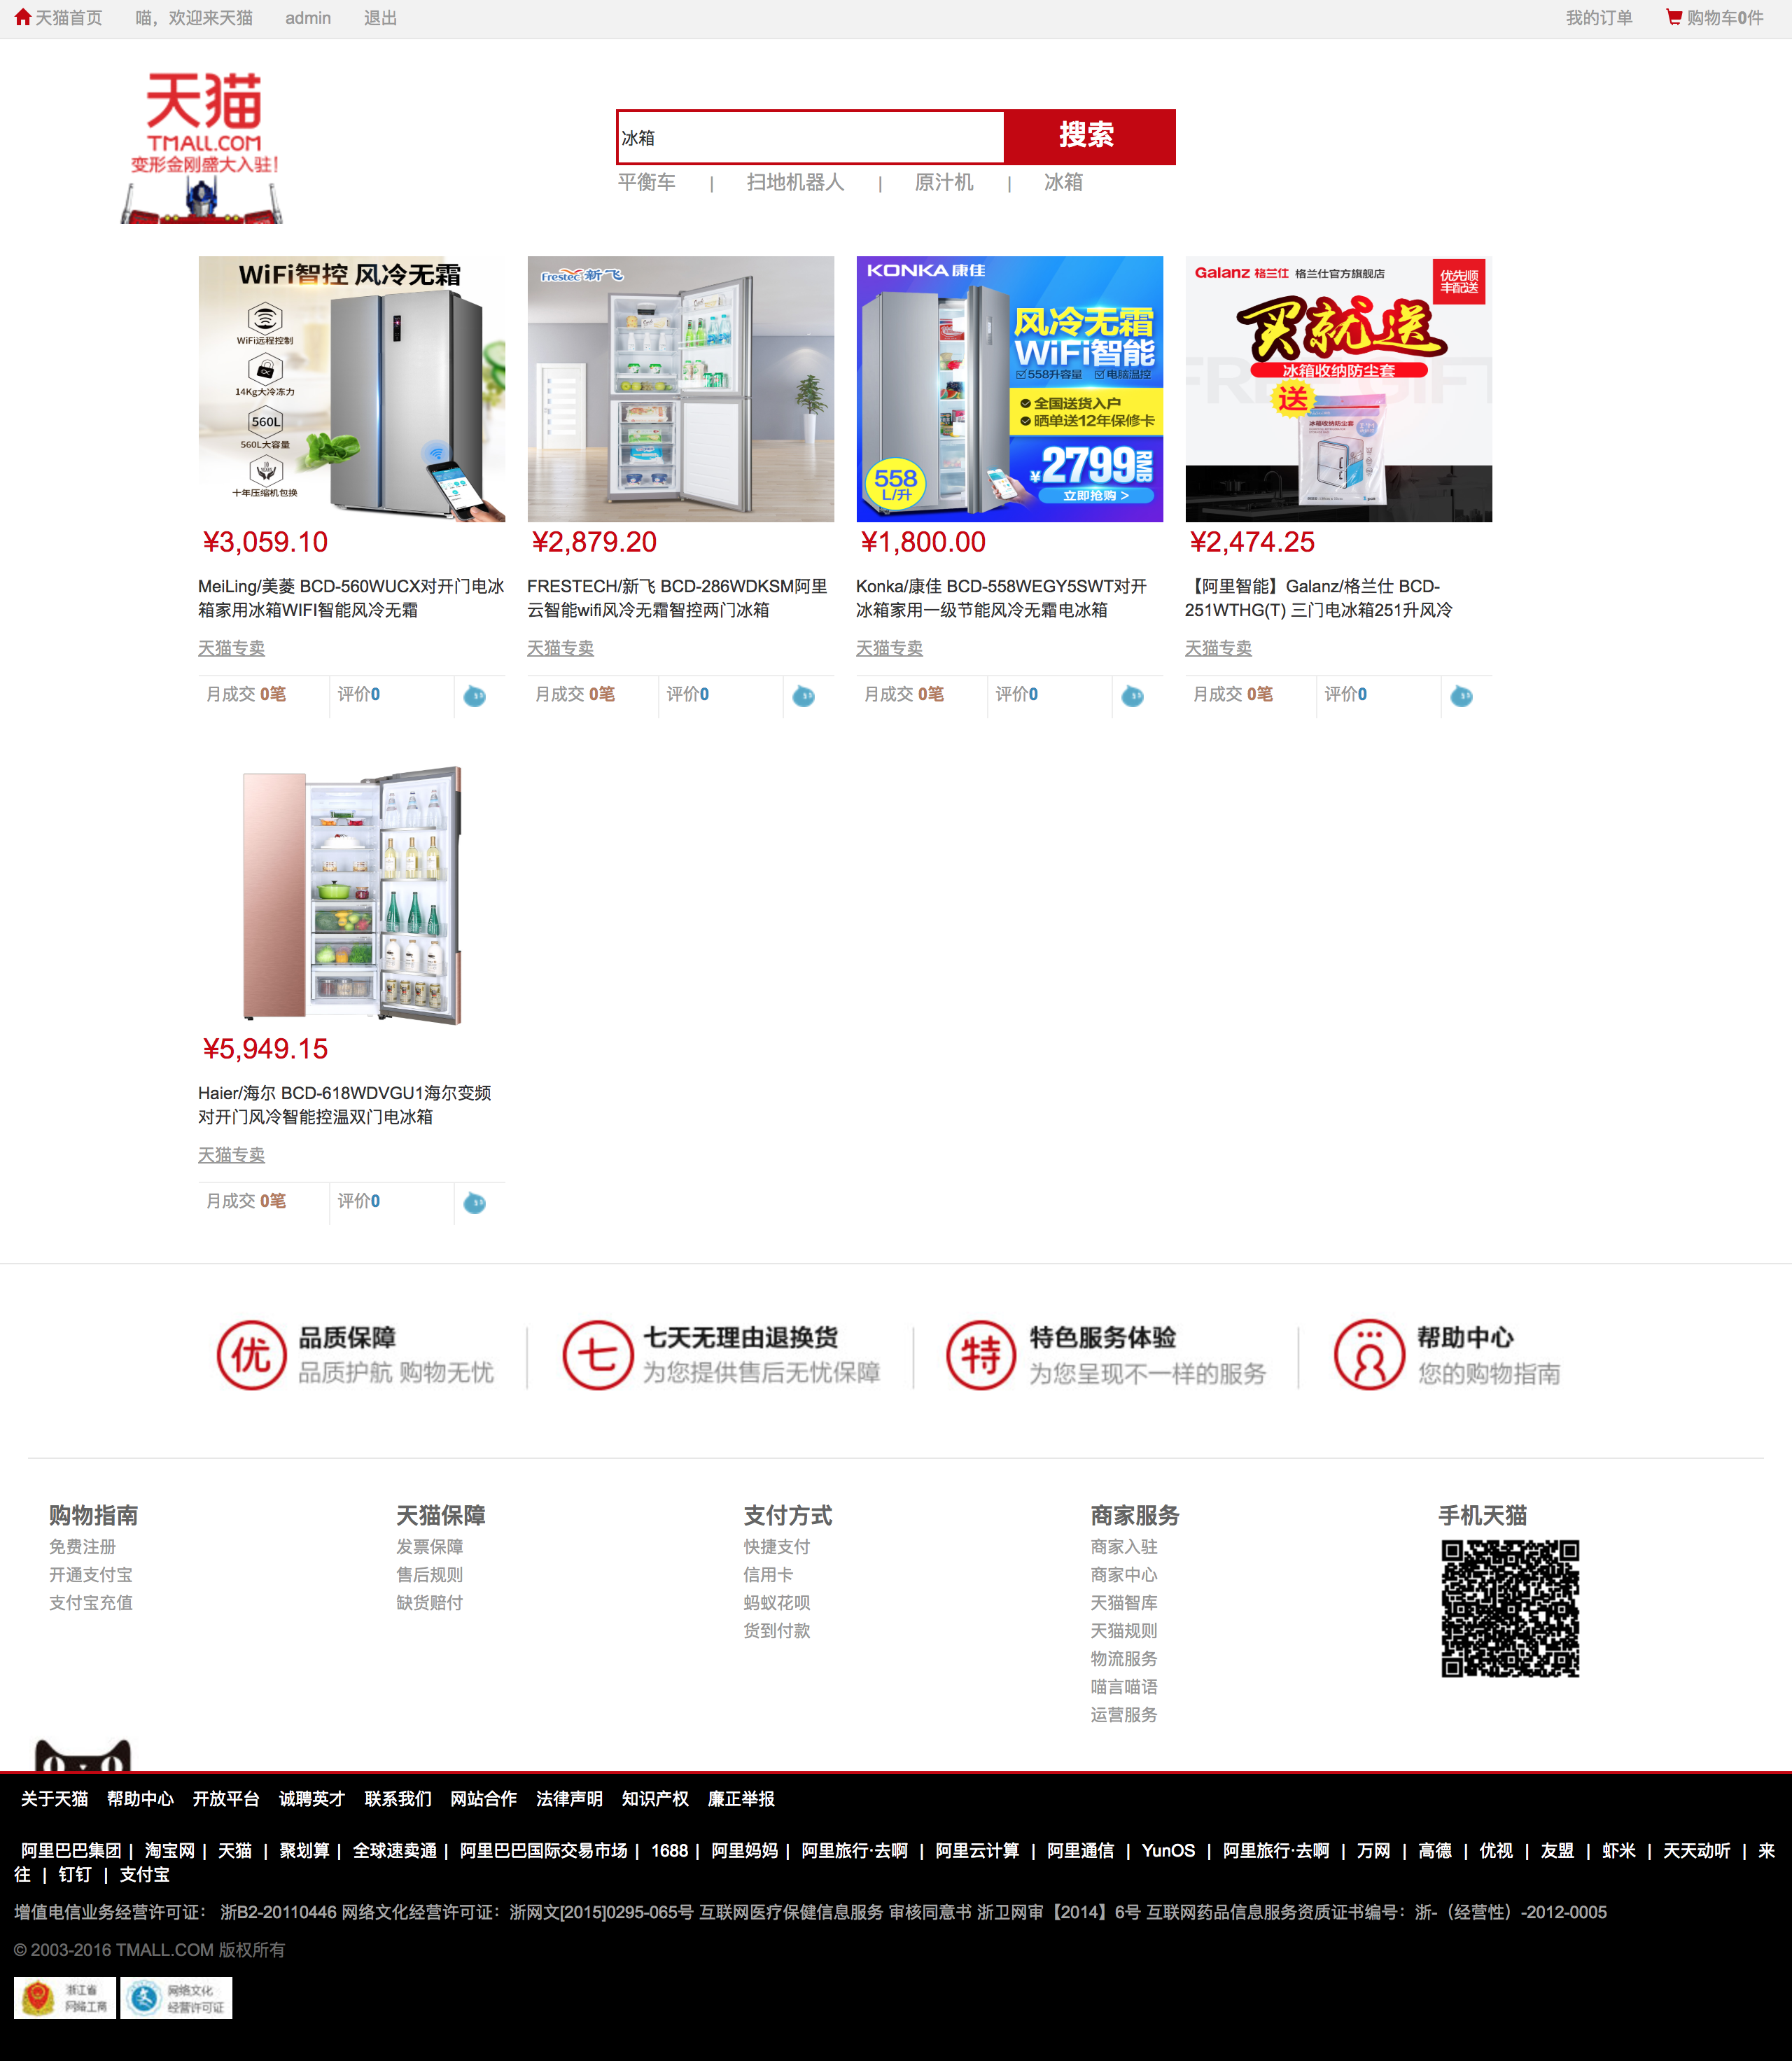 天猫首页 喵，欢迎来天猫 admin 退出 我的订单 购物车0件
天猫
TMALL.COM
变形金刚盛大入驻！
冰箱 搜索
平衡车 | 扫地机器人 | 原汁机 | 冰箱
WiFi智控 风冷无霜
WiFi远程控制
14Kg大冷冻力
560L
560L大容量
十年压缩机包换
Frestec 新飞
KONKA 康佳
风冷无霜
WiFi智能
558升容量 电脑温控
全国送货入户
晒单送12年保修卡
¥2799RMB
立即抢购 >
558
L/升
Galanz 格兰仕 格兰仕官方旗舰店
优先顺
丰配送
买就送
冰箱收纳防尘套
送
冰箱收纳防尘套
¥3,059.10 ¥2,879.20 ¥1,800.00 ¥2,474.25
MeiLing/美菱 BCD-560WUCX对开门电冰
箱家用冰箱WIFI智能风冷无霜
FRESTECH/新飞 BCD-286WDKSM阿里
云智能wifi风冷无霜智控两门冰箱
Konka/康佳 BCD-558WEGY5SWT对开
冰箱家用一级节能风冷无霜电冰箱
【阿里智能】Galanz/格兰仕 BCD-
251WTHG(T) 三门电冰箱251升风冷
天猫专卖 天猫专卖 天猫专卖 天猫专卖
月成交 0笔 评价0 月成交 0笔 评价0 月成交 0笔 评价0 月成交 0笔 评价0
¥5,949.15
Haier/海尔 BCD-618WDVGU1海尔变频
对开门风冷智能控温双门电冰箱
天猫专卖
月成交 0笔 评价0
优 品质保障
品质护航 购物无忧
七 七天无理由退换货
为您提供售后无忧保障
特 特色服务体验
为您呈现不一样的服务
帮助中心
您的购物指南
购物指南
免费注册
开通支付宝
支付宝充值
天猫保障
发票保障
售后规则
缺货赔付
支付方式
快捷支付
信用卡
蚂蚁花呗
货到付款
商家服务
商家入驻
商家中心
天猫智库
天猫规则
物流服务
喵言喵语
运营服务
手机天猫
关于天猫 帮助中心 开放平台 诚聘英才 联系我们 网站合作 法律声明 知识产权 廉正举报
阿里巴巴集团 | 淘宝网 | 天猫 | 聚划算 | 全球速卖通 | 阿里巴巴国际交易市场 | 1688 | 阿里妈妈 | 阿里旅行·去啊 | 阿里云计算 | 阿里通信 | YunOS | 阿里旅行·去啊 | 万网 | 高德 | 优视 | 友盟 | 虾米 | 天天动听 | 来
往 | 钉钉 | 支付宝
增值电信业务经营许可证： 浙B2-20110446 网络文化经营许可证：浙网文[2015]0295-065号 互联网医疗保健信息服务 审核同意书 浙卫网审【2014】6号 互联网药品信息服务资质证书编号：浙-（经营性）-2012-0005
© 2003-2016 TMALL.COM 版权所有
浙江省
网络工商
网络文化
经营许可证